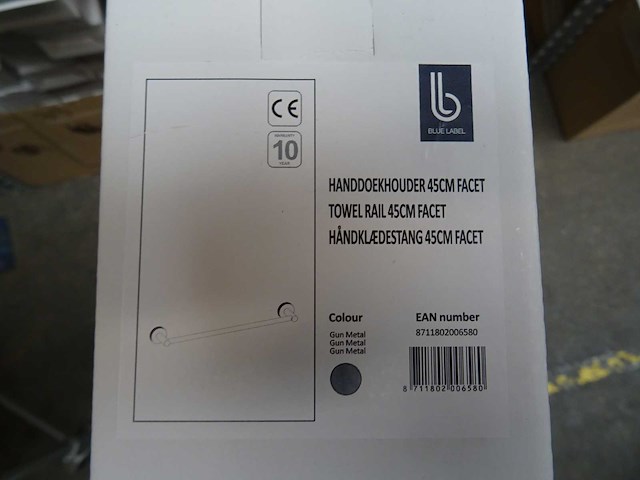 CE
10
BLUE LABEL
HANDDOEKHOUDER 45CM FACET
TOWEL RAIL 45CM FACET
HÅNDKLÆDESTANG 45CM FACET
Colour
Gun Metal
Gun Metal
Gun Metal
EAN number
8711802006580
8 711802 006580